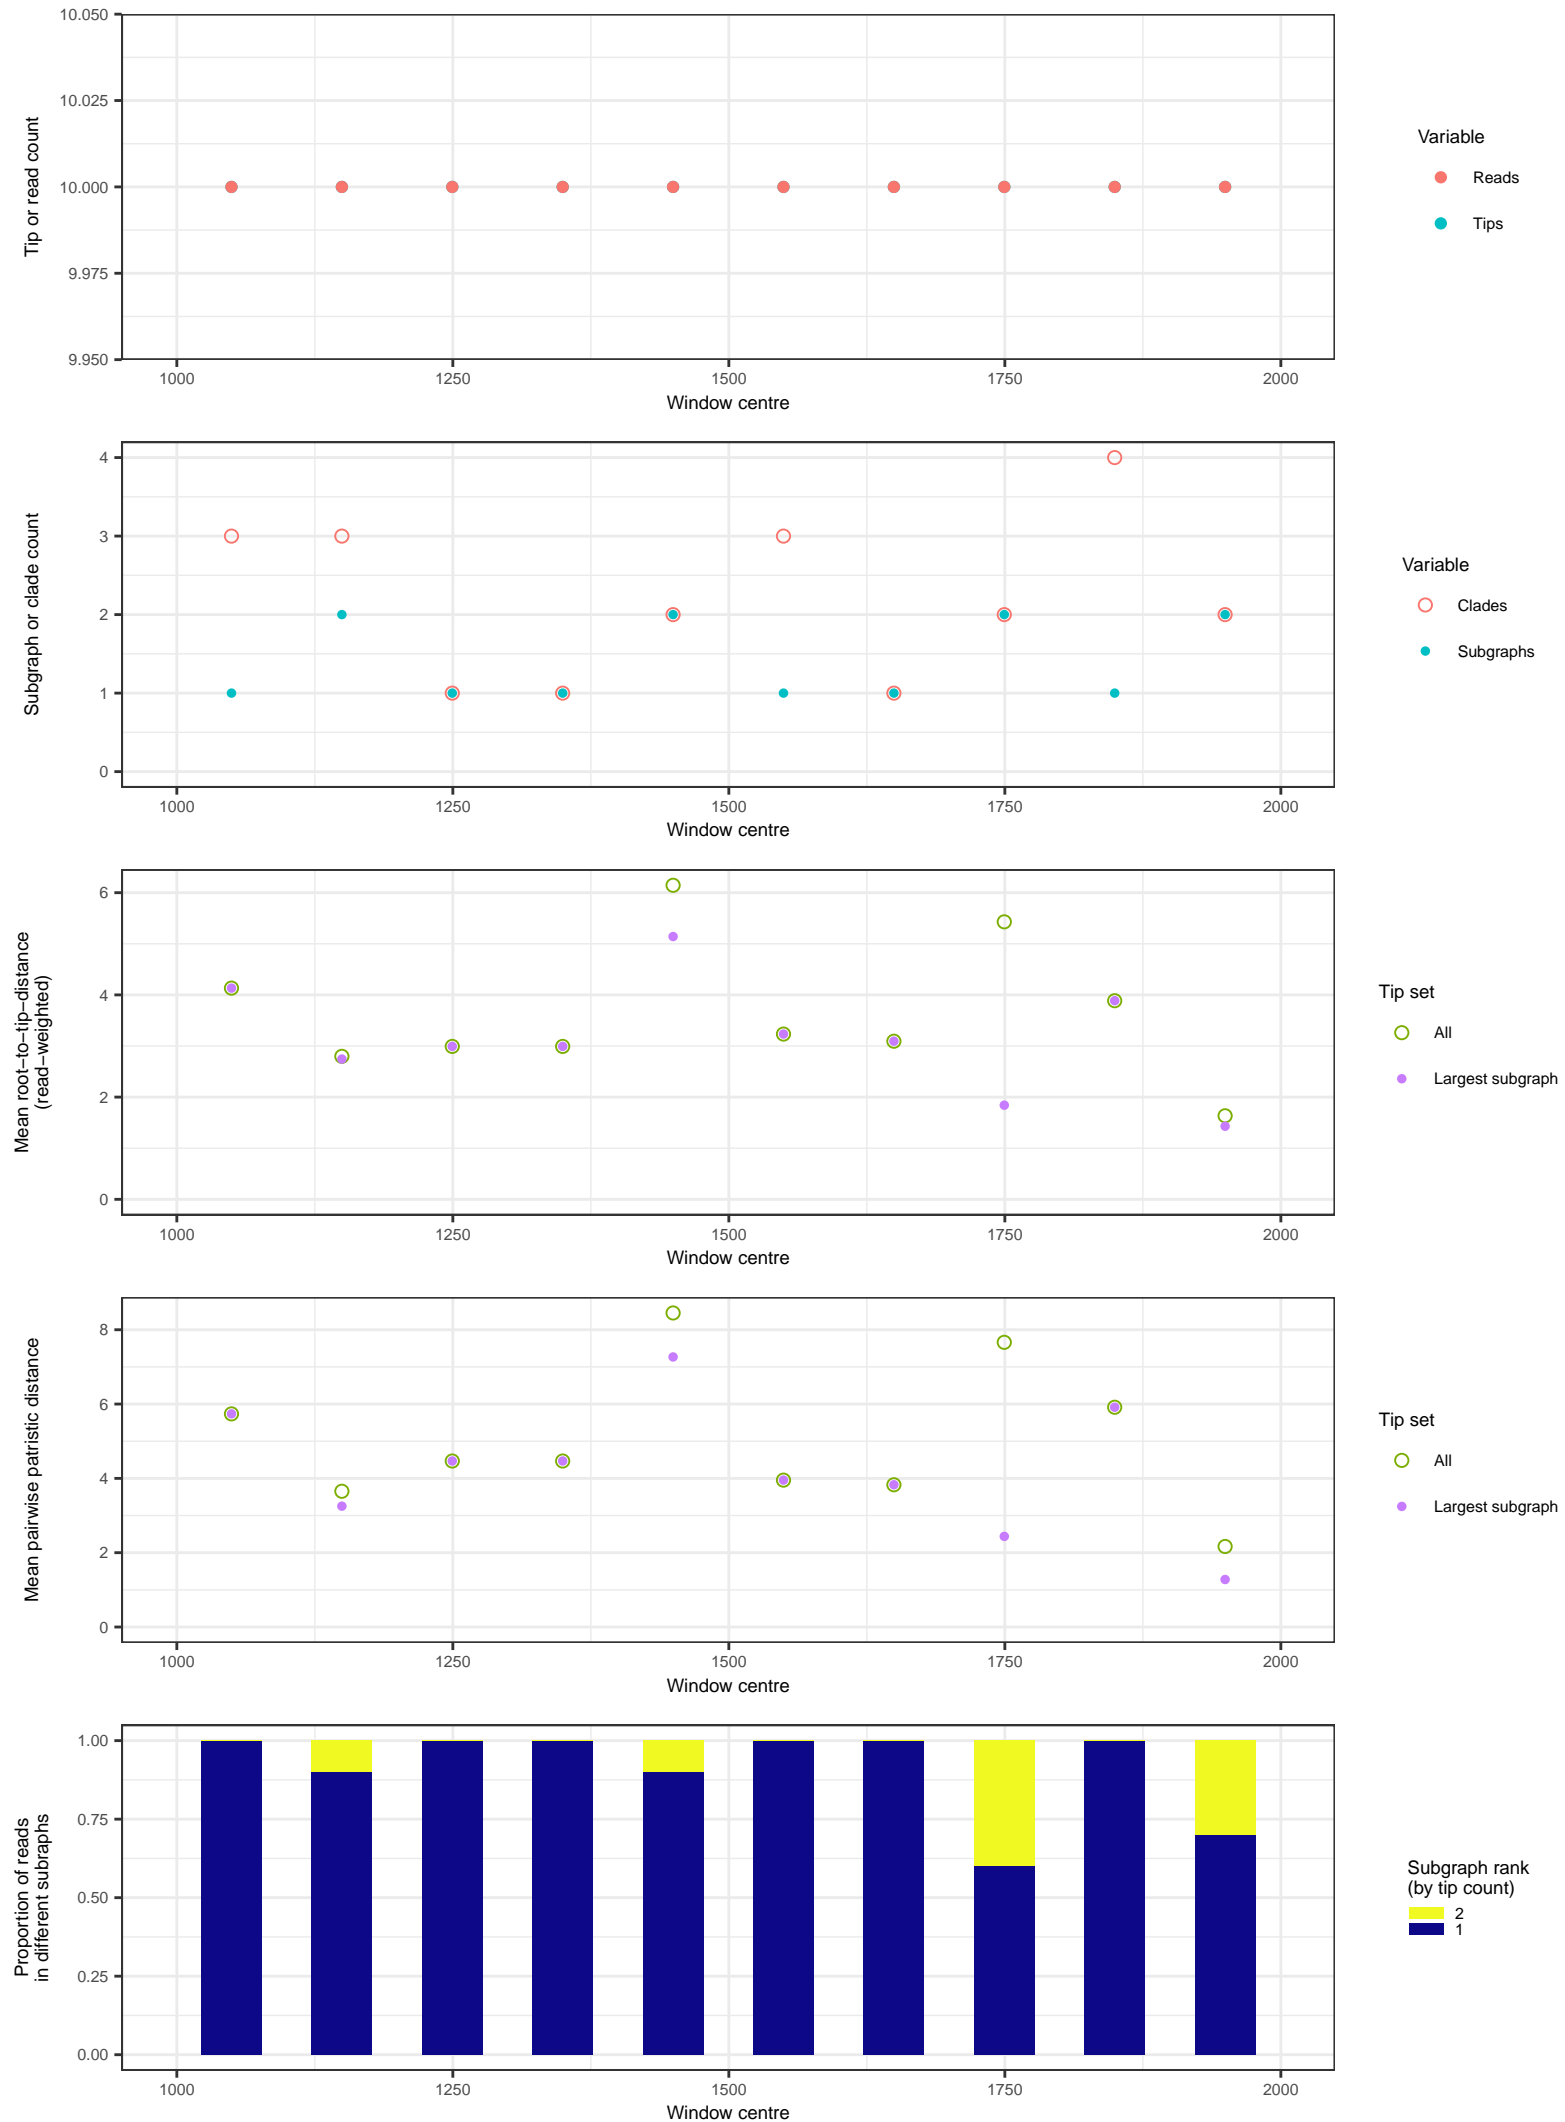 10.050
10.025
10.000
9.975
9.950
Tip or read count
1000 1250 1500 1750 2000
Window centre
Variable
Reads
Tips
4
3
2
1
0
Subgraph or clade count
1000 1250 1500 1750 2000
Window centre
Variable
Clades
Subgraphs
6
4
2
0
Mean root−to−tip−distance
(read−weighted)
1000 1250 1500 1750 2000
Window centre
Tip set
All
Largest subgraph
8
6
4
2
0
Mean pairwise patristic distance
1000 1250 1500 1750 2000
Window centre
Tip set
All
Largest subgraph
1.00
0.75
0.50
0.25
0.00
Proportion of reads
in different subraphs
1000 1250 1500 1750 2000
Window centre
Subgraph rank
(by tip count)
2
1